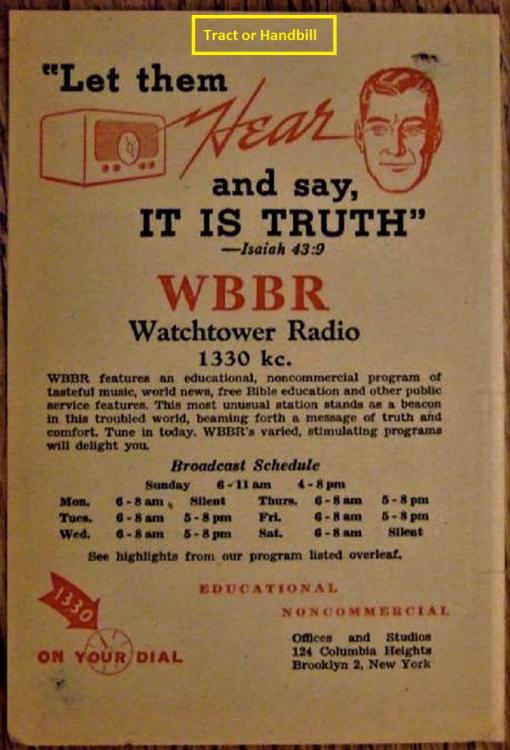 Tract or Handbill
"Let them
Hear
and say,
IT IS TRUTH"
—Isaiah 43:9
WBBR
Watchtower Radio
1330 kc.
WBBR features an educational, noncommercial program of
tasteful music, world news, free Bible education and other public
service features. This most unusual station stands as a beacon
in this troubled world, beaming forth a message of truth and
comfort. Tune in today. WBBR's varied, stimulating programs
will delight you.
Broadcast Schedule
Sunday 6-11 am 4-8 pm
Mon. 6-8 am Silent Thurs. 6-8 am 5-8 pm
Tues. 6-8 am 5-8 pm Fri. 6-8 am 5-8 pm
Wed. 6-8 am 5-8 pm Sat. 6-8 am Silent
See highlights from our program listed overleaf.
EDUCATIONAL
NONCOMMERCIAL
1330
ON YOUR DIAL
Offices and Studios
124 Columbia Heights
Brooklyn 2, New York